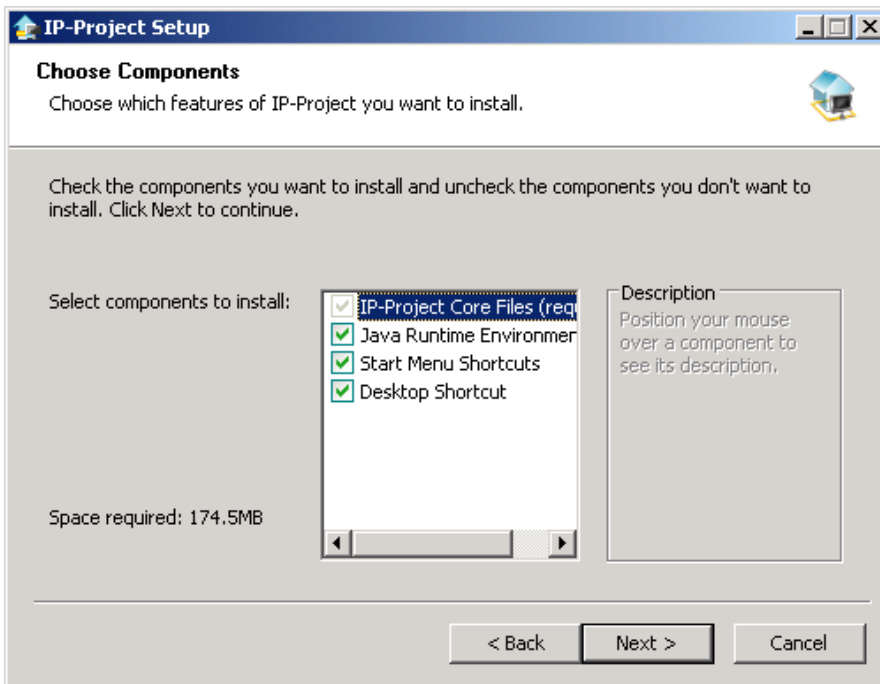 IP-Project Setup
Choose Components
Choose which features of IP-Project you want to install.
Check the components you want to install and uncheck the components you don't want to
install. Click Next to continue.
Select components to install:
IP-Project Core Files (requ
Java Runtime Environmer
Start Menu Shortcuts
Desktop Shortcut
Description
Position your mouse
over a component to
see its description.
Space required: 174.5MB
< Back
Next >
Cancel